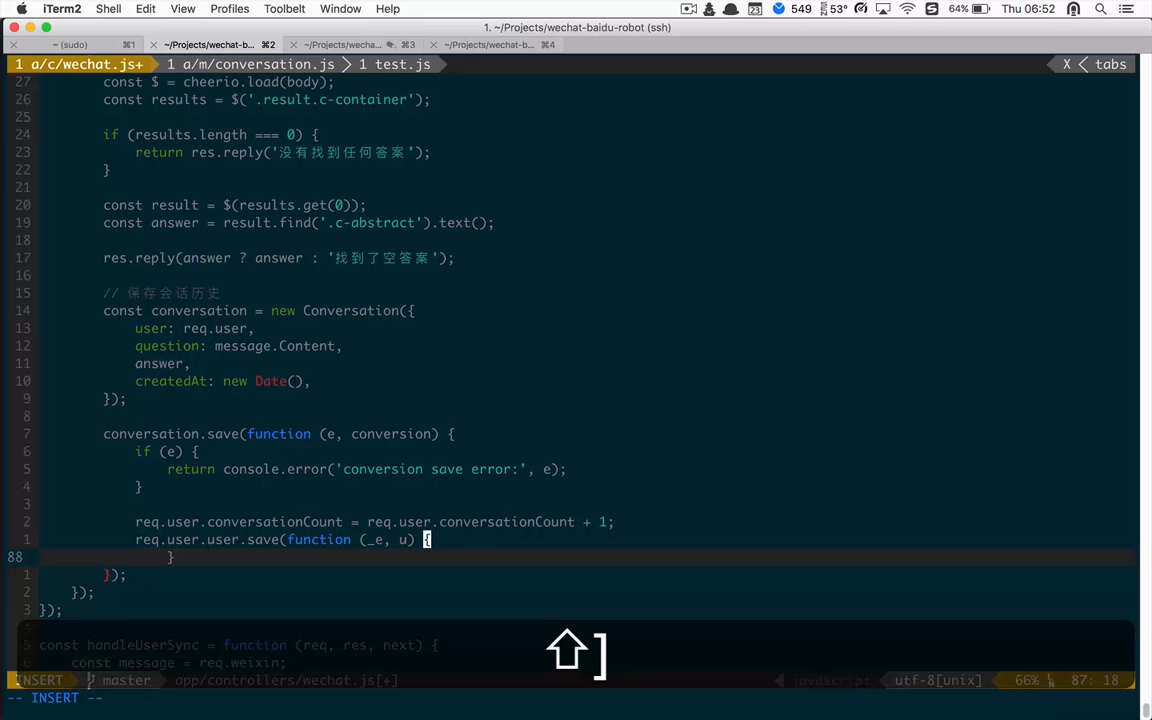 iTerm2 Shell Edit View Profiles Toolbelt Window Help 549 53° 64% Thu 06:52
1. ~/Projects/wechat-baidu-robot (ssh)
~ (sudo) ⌘1 ~/Projects/wechat-b... ⌘2 ~/Projects/wecha... ⌘3 ~/Projects/wechat-b... ⌘4
1 a/c/wechat.js+ 1 a/m/conversation.js 1 test.js X tabs
27 const $ = cheerio.load(body);
26 const results = $('.result.c-container');
25
24 if (results.length === 0) {
23 return res.reply('没有找到任何答案');
22 }
21
20 const result = $(results.get(0));
19 const answer = result.find('.c-abstract').text();
18
17 res.reply(answer ? answer : '找到了空答案');
16
15 // 保存会话历史
14 const conversation = new Conversation({
13 user: req.user,
12 question: message.Content,
11 answer,
10 createdAt: new Date(),
9 });
8
7 conversation.save(function (e, conversion) {
6 if (e) {
5 return console.error('conversion save error:', e);
4 }
3
2 req.user.conversationCount = req.user.conversationCount + 1;
1 req.user.user.save(function (_e, u) {
88 }
1 });
2 });
3 });
4
5 const handleUserSync = function (req, res, next) {
6 const message = req.weixin;
⇧ ]
INSERT master app/controllers/wechat.js[+] javascript utf-8[unix] 66% 87: 18
-- INSERT --